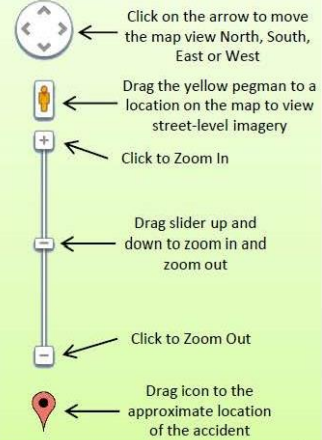 Click on the arrow to move
the map view North, South,
East or West
Drag the yellow pegman to a
location on the map to view
street-level imagery
+
Click to Zoom In
Drag slider up and
down to zoom in and
zoom out
−
Click to Zoom Out
−
Drag icon to the
approximate location
of the accident